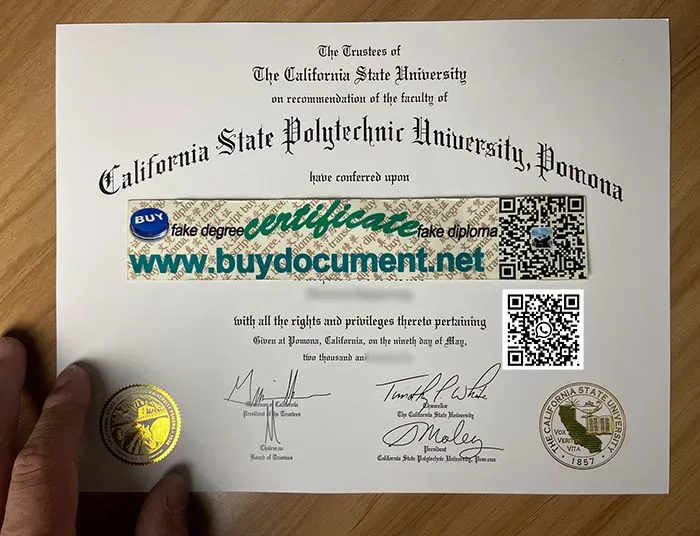 The Trustees of
The California State University
on recommendation of the faculty of
California State Polytechnic University, Pomona
have conferred upon
BUY fake degree certificate fake diploma
www.buydocument.net
with all the rights and privileges thereto pertaining
Given at Pomona, California, on the ninth day of May,
two thousand an
President of the Trustees
Chairman
Board of Trustees
Timothy P. White
Chancellor
The California State University
President
California State Polytechnic University, Pomona
THE CALIFORNIA STATE UNIVERSITY
VOX
VERITAS
VITA
1857